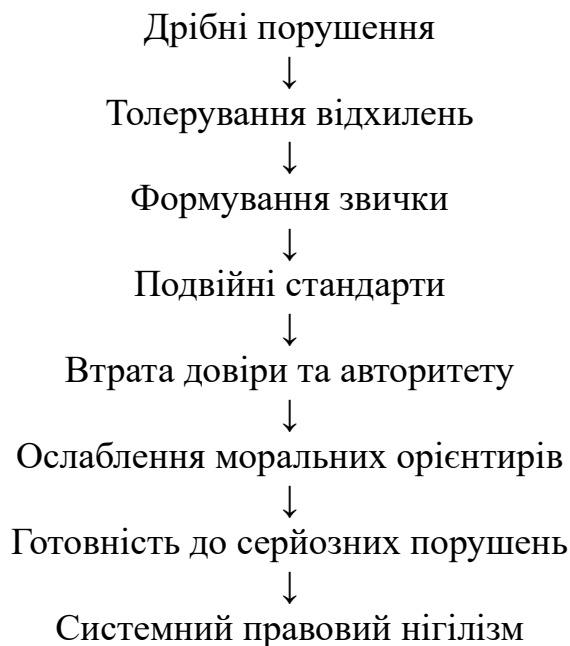 Дрібні порушення
↓
Толерування відхилень
↓
Формування звички
↓
Подвійні стандарти
↓
Втрата довіри та авторитету
↓
Ослаблення моральних орієнтирів
↓
Готовність до серйозних порушень
↓
Системний правовий нігілізм